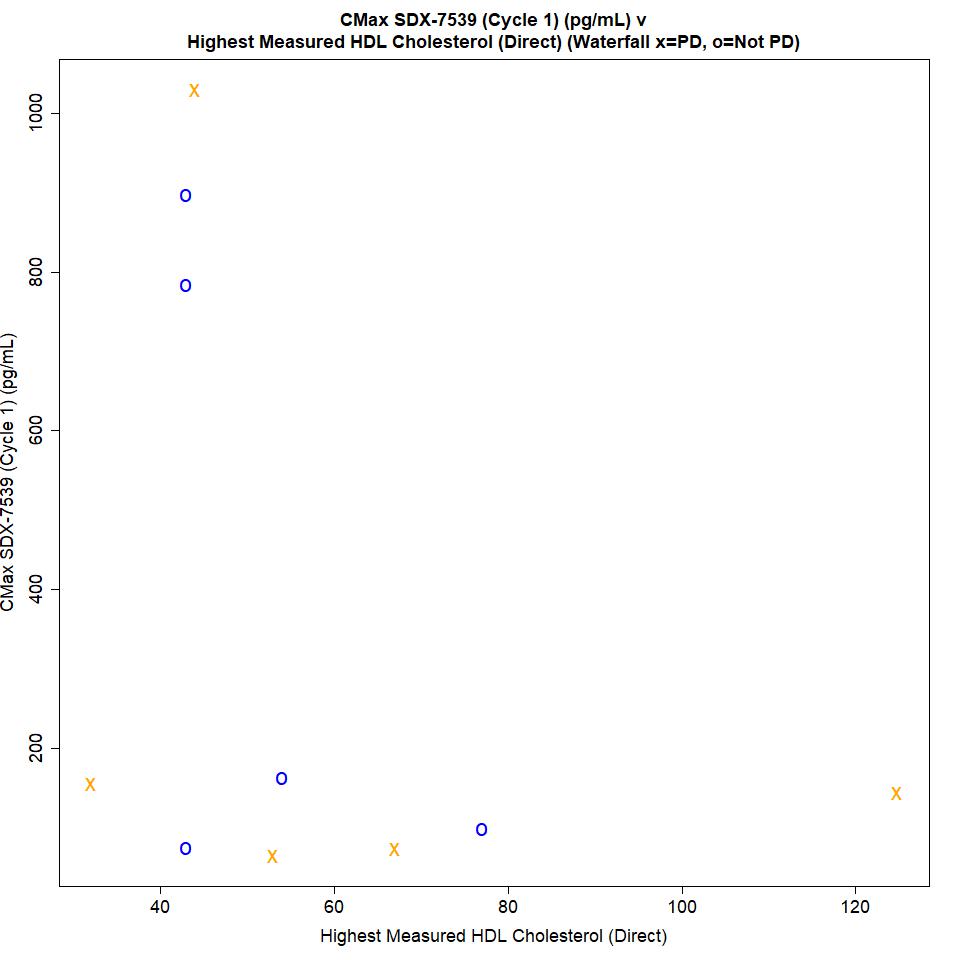 CMax SDX-7539 (Cycle 1) (pg/mL) v
Highest Measured HDL Cholesterol (Direct) (Waterfall x=PD, o=Not PD)
CMax SDX-7539 (Cycle 1) (pg/mL)
1000
800
600
400
200
x
o
o
x
o
x
o
o
x
x
40
60
80
100
120
Highest Measured HDL Cholesterol (Direct)